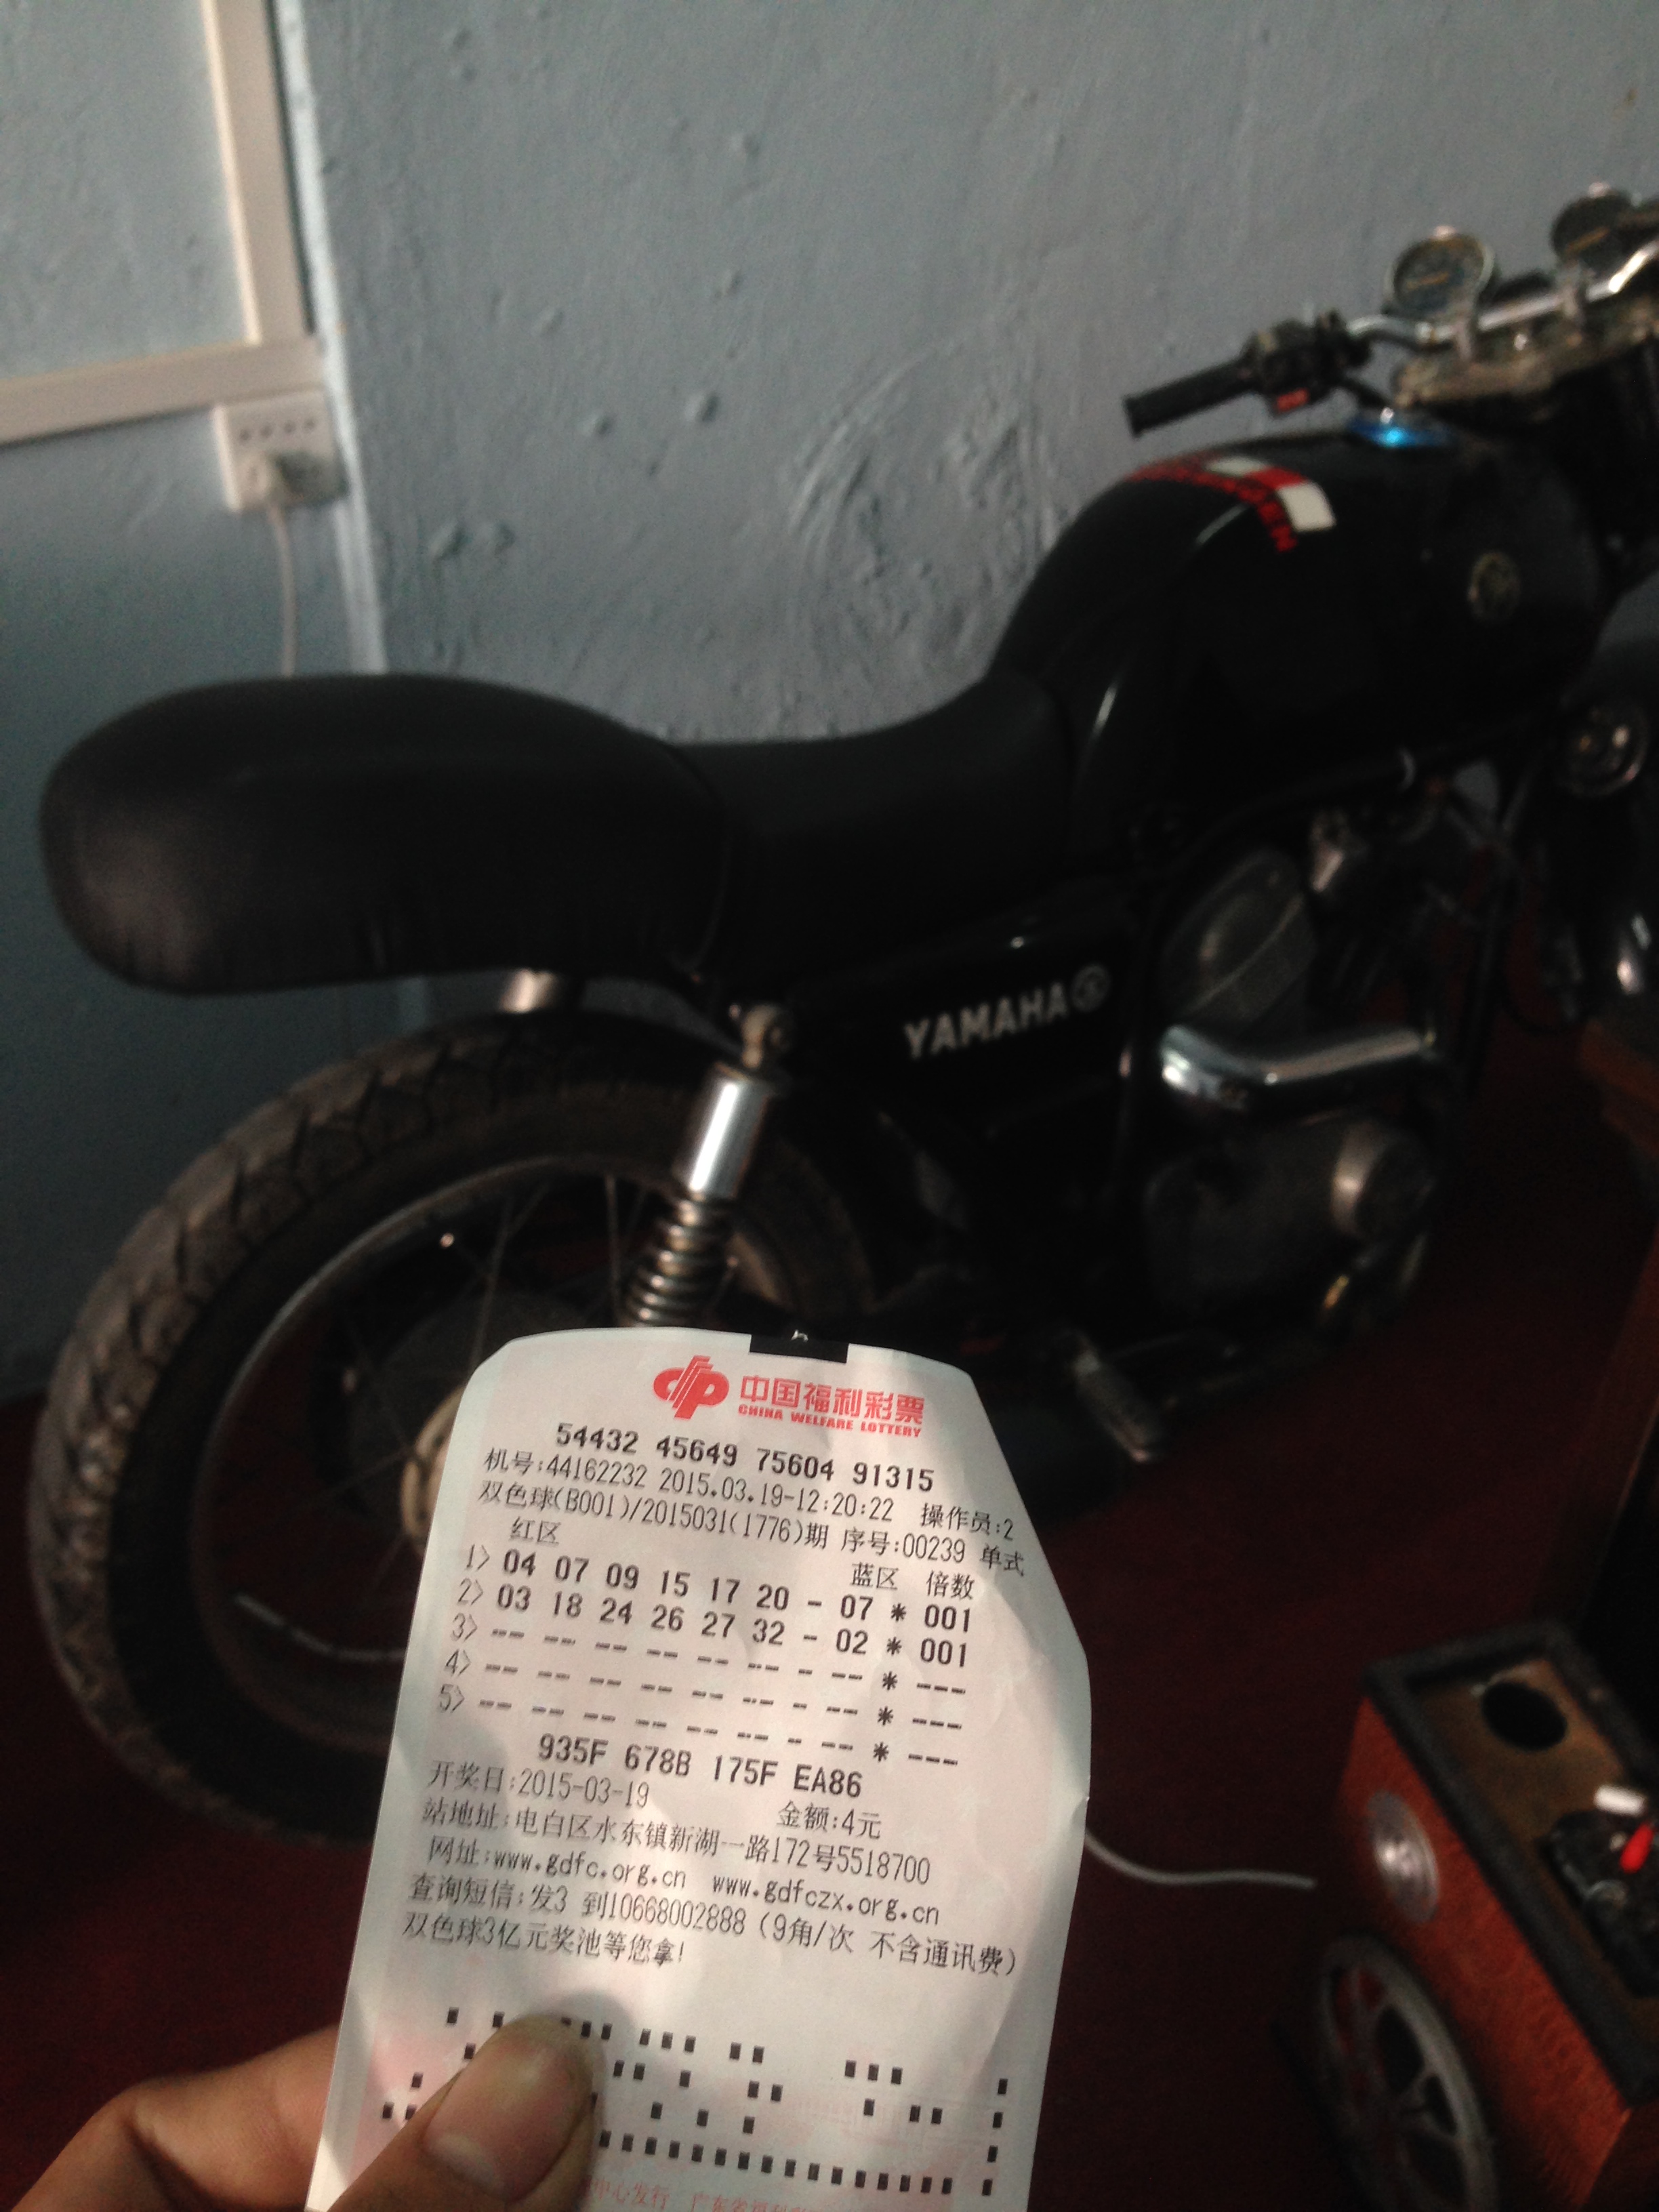 YAMAHA
中国福利彩票
CHINA WELFARE LOTTERY
54432 45649 75604 91315
机号:44162232 2015.03.19-12:20:22 操作员:2
双色球(B001)/2015031(1776)期 序号:00239 单式
红区 蓝区 倍数
1> 04 07 09 15 17 20 - 07 * 001
2> 03 18 24 26 27 32 - 02 * 001
3> -- -- -- -- -- -- - -- * ---
4> -- -- -- -- -- -- - -- * ---
5> -- -- -- -- -- -- - -- * ---
935F 678B 175F EA86
开奖日:2015-03-19 金额:4元
站地址:电白区水东镇新湖一路172号5518700
网址:www.gdfc.org.cn www.gdfczx.org.cn
查询短信:发3 到10668002888 (9角/次 不含通讯费)
双色球3亿元奖池等您拿!
中心发行